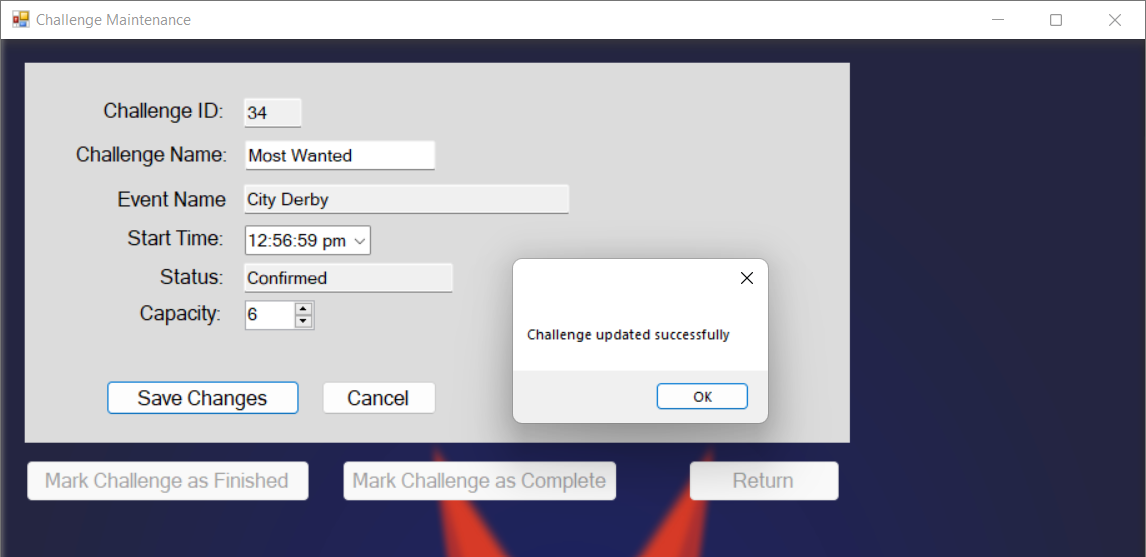 Challenge Maintenance
Challenge ID: 34
Challenge Name: Most Wanted
Event Name City Derby
Start Time: 12:56:59 pm
Status: Confirmed
Capacity: 6
Challenge updated successfully
OK
Save Changes Cancel
Mark Challenge as Finished Mark Challenge as Complete Return